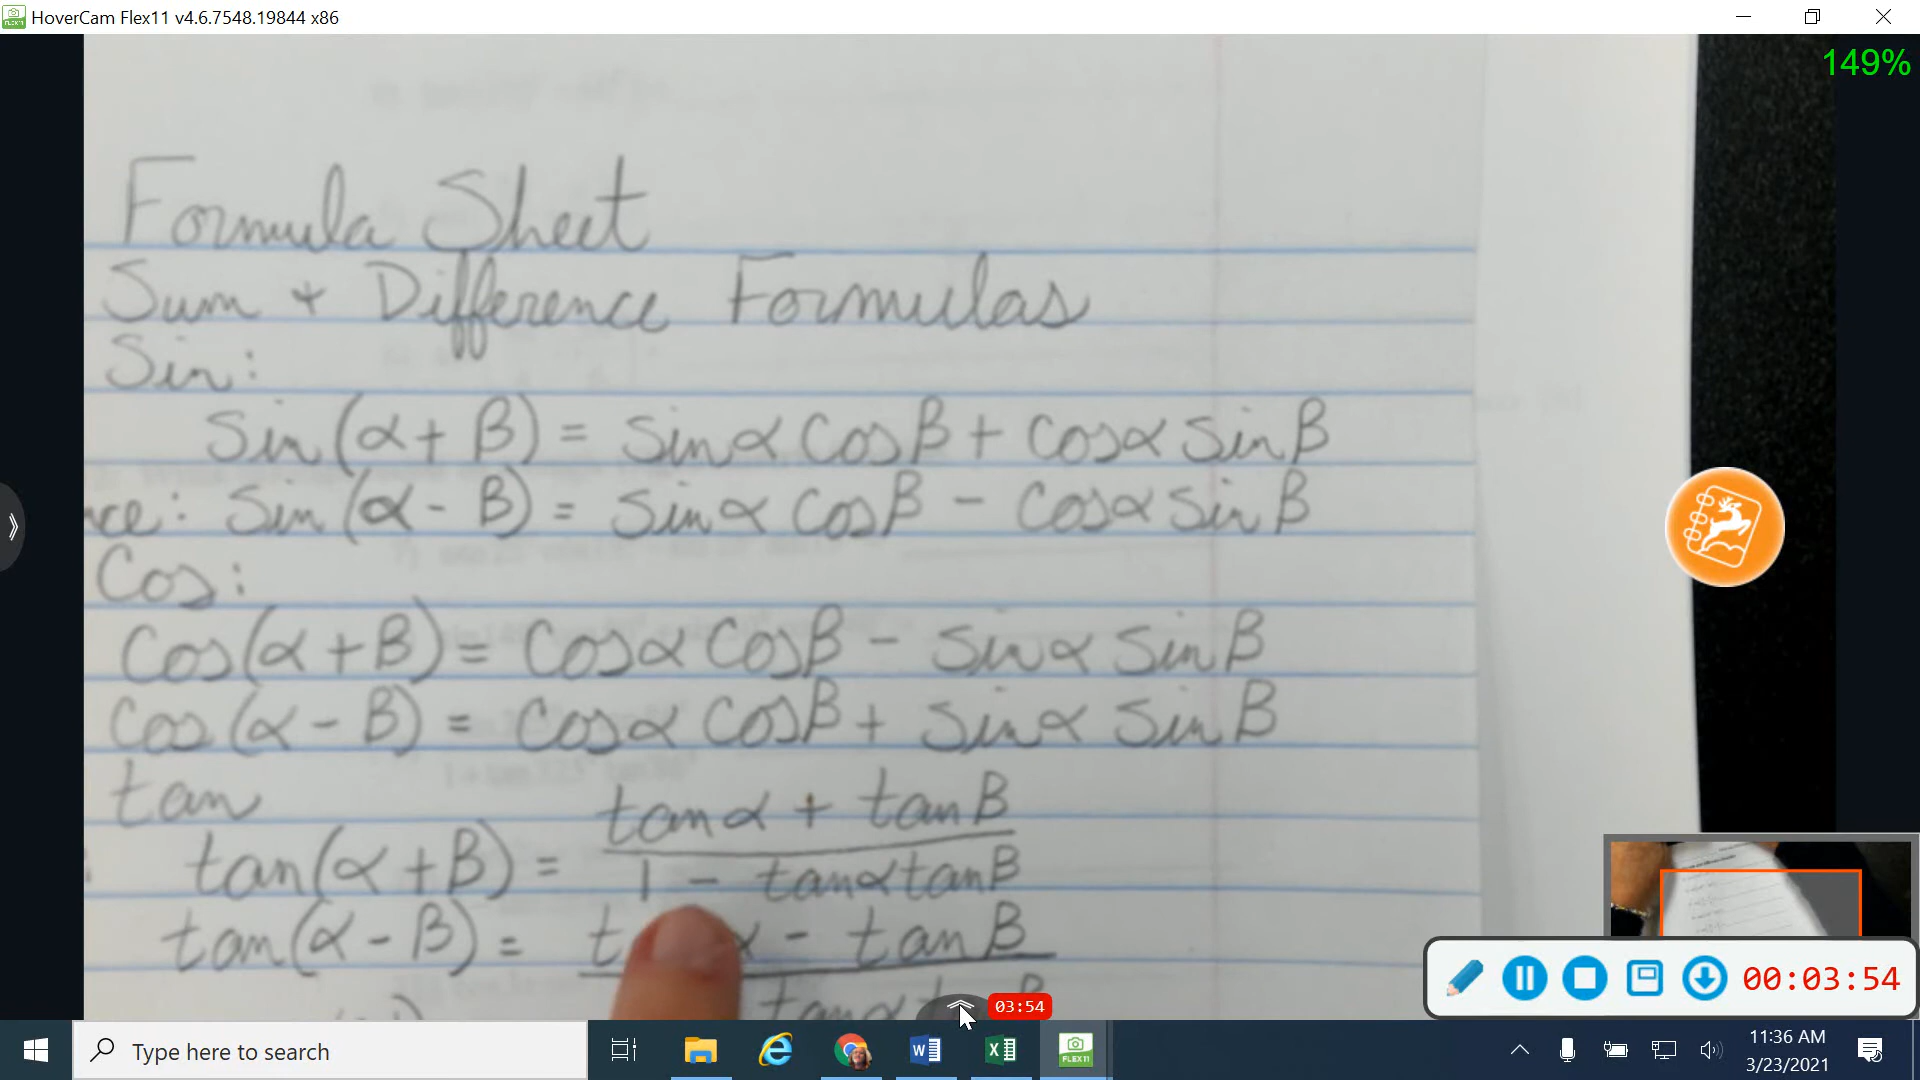 HoverCam Flex11 v4.6.7548.19844 x86
149%
Formula Sheet
Sum + Difference Formulas
Sin:
Sin(α + β) = Sinα Cosβ + Cosα Sinβ
nce: Sin(α - β) = Sinα Cosβ - Cosα Sinβ
Cos:
Cos(α + β) = Cosα Cosβ - Sinα Sinβ
Cos(α - β) = Cosα Cosβ + Sinα Sinβ
tan
tanα + tanβ
tan(α + β) =
1 - tanα tanβ
tan(α - β) =
- tanβ
tanα
00:03:54
03:54
Type here to search
FLEX11
11:36 AM
3/23/2021